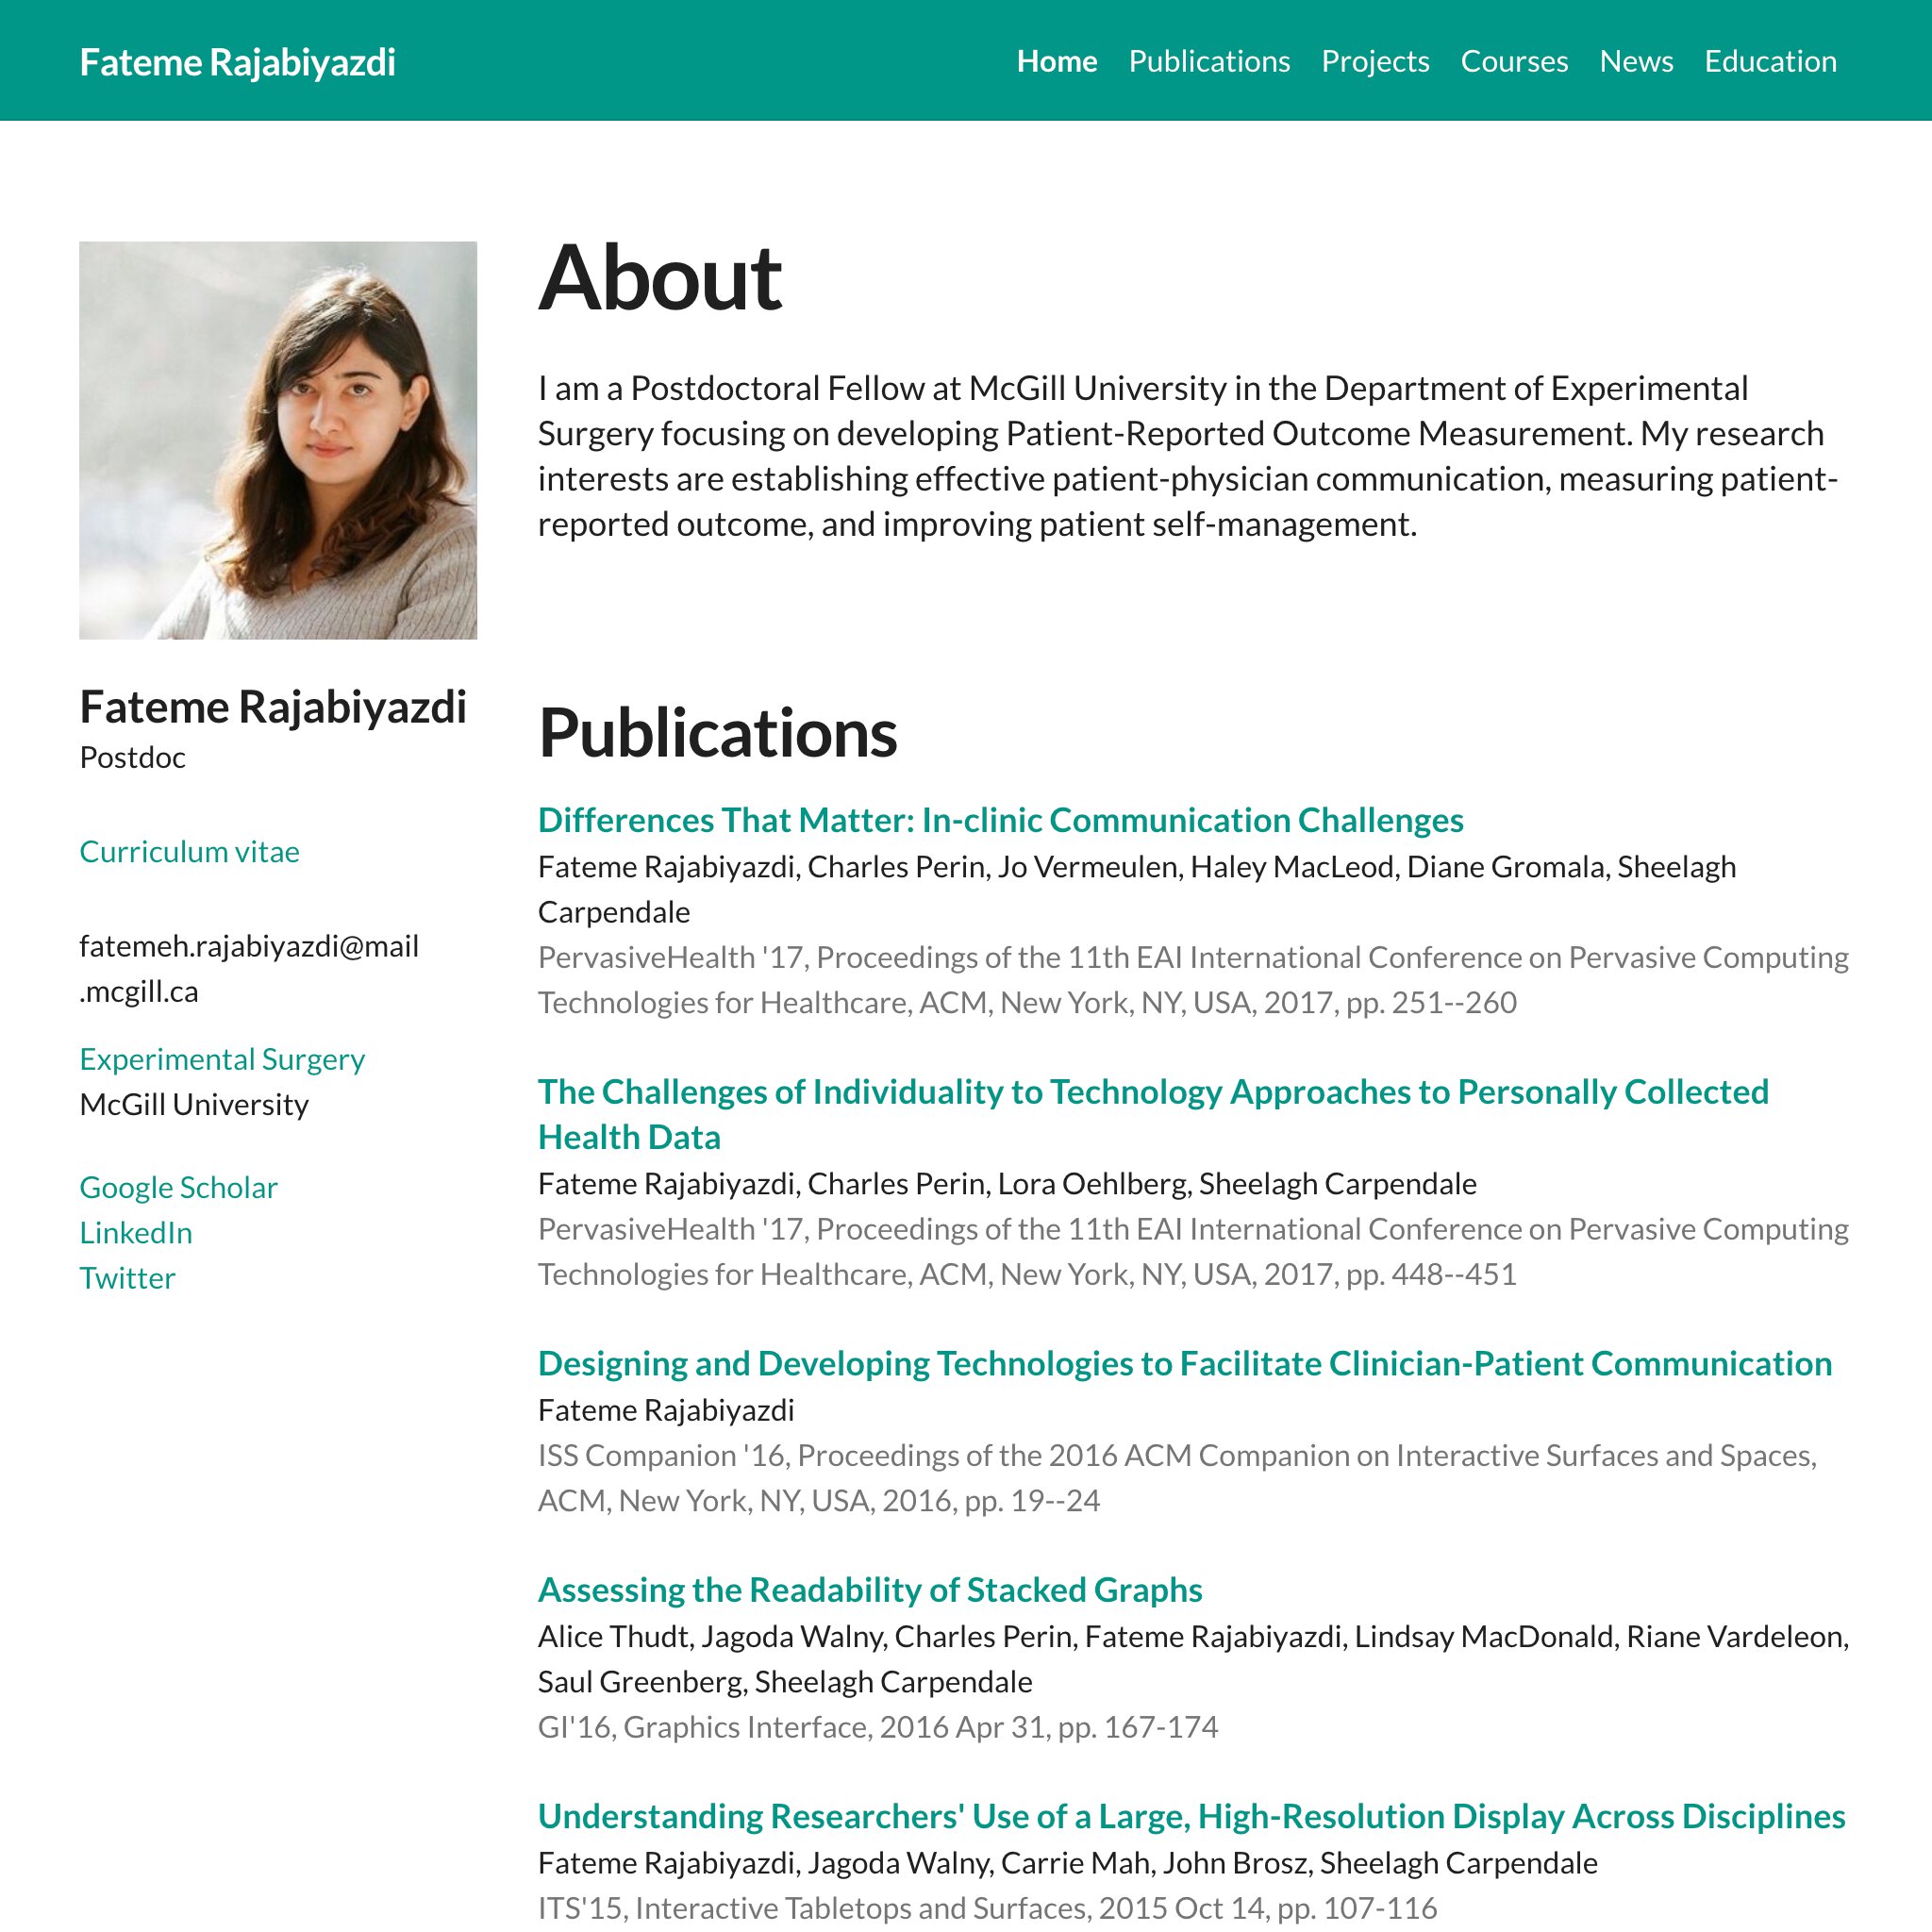 Fateme Rajabiyazdi
Home Publications Projects Courses News Education
Fateme Rajabiyazdi
Postdoc
Curriculum vitae
fatemeh.rajabiyazdi@mail
.mcgill.ca
Experimental Surgery
McGill University
Google Scholar
LinkedIn
Twitter
About
I am a Postdoctoral Fellow at McGill University in the Department of Experimental
Surgery focusing on developing Patient-Reported Outcome Measurement. My research
interests are establishing effective patient-physician communication, measuring patient-
reported outcome, and improving patient self-management.
Publications
Differences That Matter: In-clinic Communication Challenges
Fateme Rajabiyazdi, Charles Perin, Jo Vermeulen, Haley MacLeod, Diane Gromala, Sheelagh
Carpendale
PervasiveHealth '17, Proceedings of the 11th EAI International Conference on Pervasive Computing
Technologies for Healthcare, ACM, New York, NY, USA, 2017, pp. 251--260
The Challenges of Individuality to Technology Approaches to Personally Collected
Health Data
Fateme Rajabiyazdi, Charles Perin, Lora Oehlberg, Sheelagh Carpendale
PervasiveHealth '17, Proceedings of the 11th EAI International Conference on Pervasive Computing
Technologies for Healthcare, ACM, New York, NY, USA, 2017, pp. 448--451
Designing and Developing Technologies to Facilitate Clinician-Patient Communication
Fateme Rajabiyazdi
ISS Companion '16, Proceedings of the 2016 ACM Companion on Interactive Surfaces and Spaces,
ACM, New York, NY, USA, 2016, pp. 19--24
Assessing the Readability of Stacked Graphs
Alice Thudt, Jagoda Walny, Charles Perin, Fateme Rajabiyazdi, Lindsay MacDonald, Riane Vardeleon,
Saul Greenberg, Sheelagh Carpendale
GI'16, Graphics Interface, 2016 Apr 31, pp. 167-174
Understanding Researchers' Use of a Large, High-Resolution Display Across Disciplines
Fateme Rajabiyazdi, Jagoda Walny, Carrie Mah, John Brosz, Sheelagh Carpendale
ITS'15, Interactive Tabletops and Surfaces, 2015 Oct 14, pp. 107-116